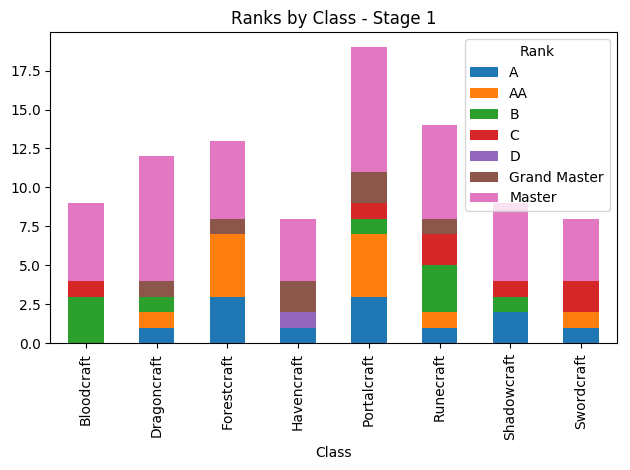 Ranks by Class - Stage 1
Rank
A
AA
B
C
D
Grand Master
Master
17.5
15.0
12.5
10.0
7.5
5.0
2.5
0.0
Bloodcraft
Dragoncraft
Forestcraft
Havencraft
Portalcraft
Runecraft
Shadowcraft
Swordcraft
Class